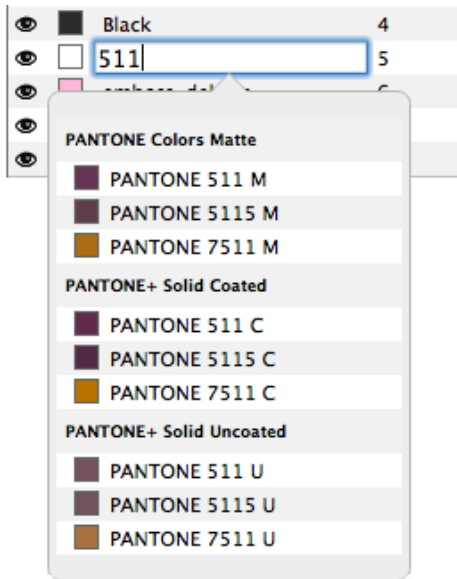 Black 4
511 5
PANTONE Colors Matte
PANTONE 511 M
PANTONE 5115 M
PANTONE 7511 M
PANTONE+ Solid Coated
PANTONE 511 C
PANTONE 5115 C
PANTONE 7511 C
PANTONE+ Solid Uncoated
PANTONE 511 U
PANTONE 5115 U
PANTONE 7511 U